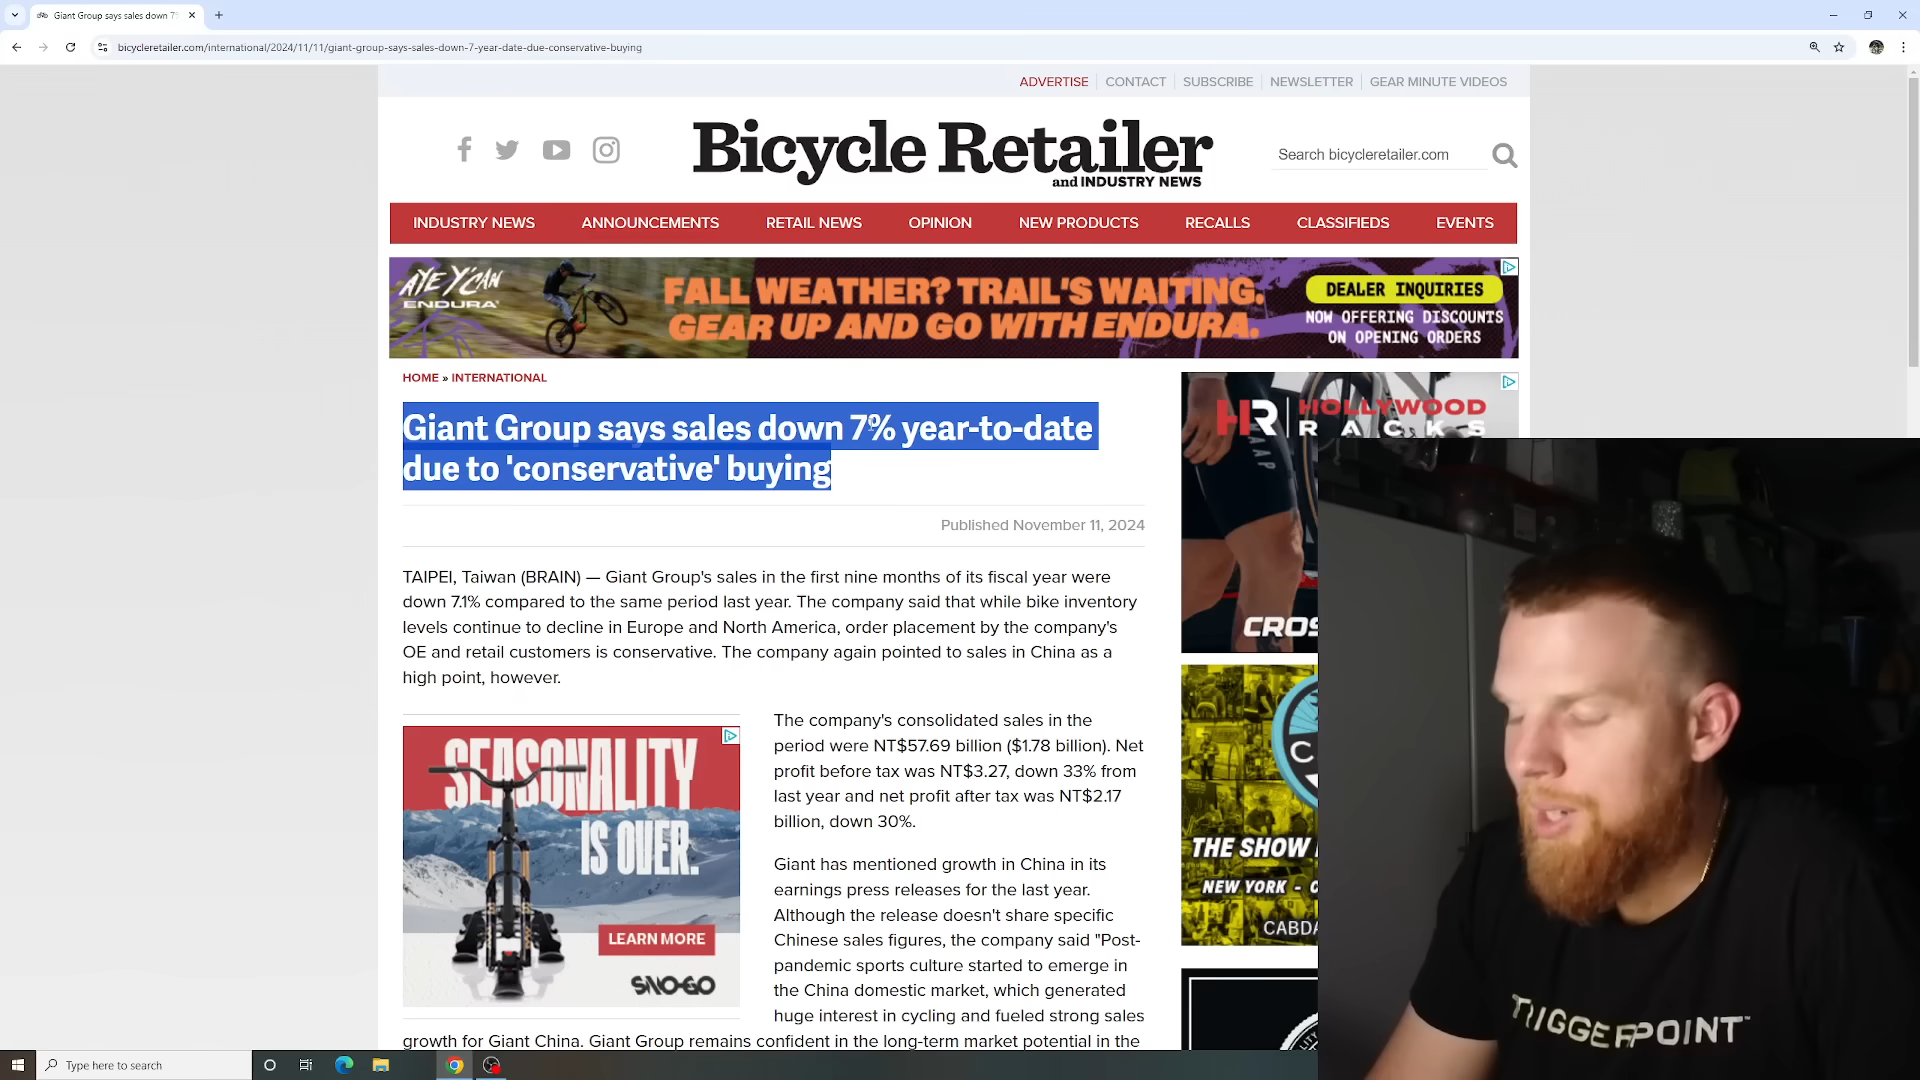 Giant Group says sales down 7%
bicycleretailer.com/international/2024/11/11/giant-group-says-sales-down-7-year-date-due-conservative-buying
ADVERTISE
CONTACT
SUBSCRIBE
NEWSLETTER
GEAR MINUTE VIDEOS
Bicycle Retailer
and INDUSTRY NEWS
Search bicycleretailer.com
INDUSTRY NEWS
ANNOUNCEMENTS
RETAIL NEWS
OPINION
NEW PRODUCTS
RECALLS
CLASSIFIEDS
EVENTS
AYE Y'CAN
ENDURA
FALL WEATHER? TRAIL'S WAITING.
GEAR UP AND GO WITH ENDURA.
DEALER INQUIRIES
NOW OFFERING DISCOUNTS
ON OPENING ORDERS
HOME » INTERNATIONAL
Giant Group says sales down 7% year-to-date
due to 'conservative' buying
Published November 11, 2024
TAIPEI, Taiwan (BRAIN) — Giant Group's sales in the first nine months of its fiscal year were
down 7.1% compared to the same period last year. The company said that while bike inventory
levels continue to decline in Europe and North America, order placement by the company's
OE and retail customers is conservative. The company again pointed to sales in China as a
high point, however.
SEASONALITY
IS OVER.
LEARN MORE
SNO-GO
The company's consolidated sales in the
period were NT$57.69 billion ($1.78 billion). Net
profit before tax was NT$3.27, down 33% from
last year and net profit after tax was NT$2.17
billion, down 30%.
Giant has mentioned growth in China in its
earnings press releases for the last year.
Although the release doesn't share specific
Chinese sales figures, the company said "Post-
pandemic sports culture started to emerge in
the China domestic market, which generated
huge interest in cycling and fueled strong sales
growth for Giant China. Giant Group remains confident in the long-term market potential in the
HR
HOLLYWOOD
RACKS
CROS
THE SHOW
NEW YORK - C
CABDA
TRIGGERPOINT
Type here to search